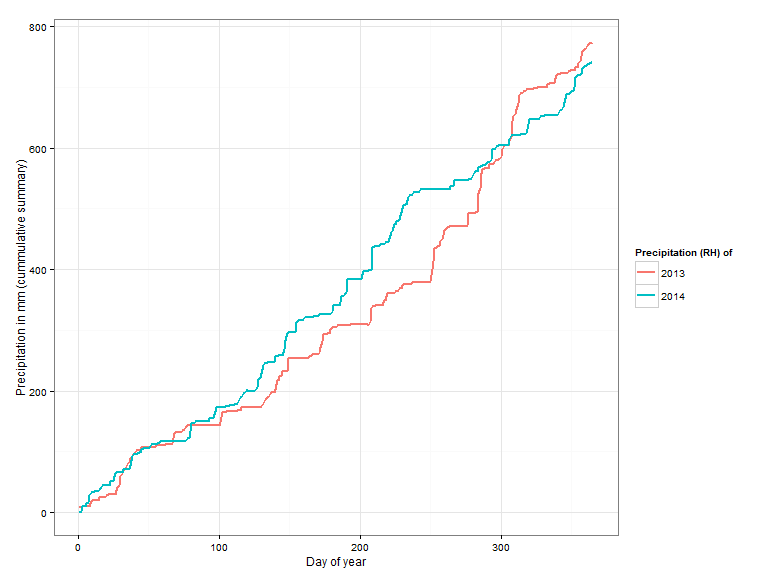 800
600
400
200
0
Precipitation in mm (cummulative summary)
0 100 200 300
Day of year
Precipitation (RH) of
2013
2014